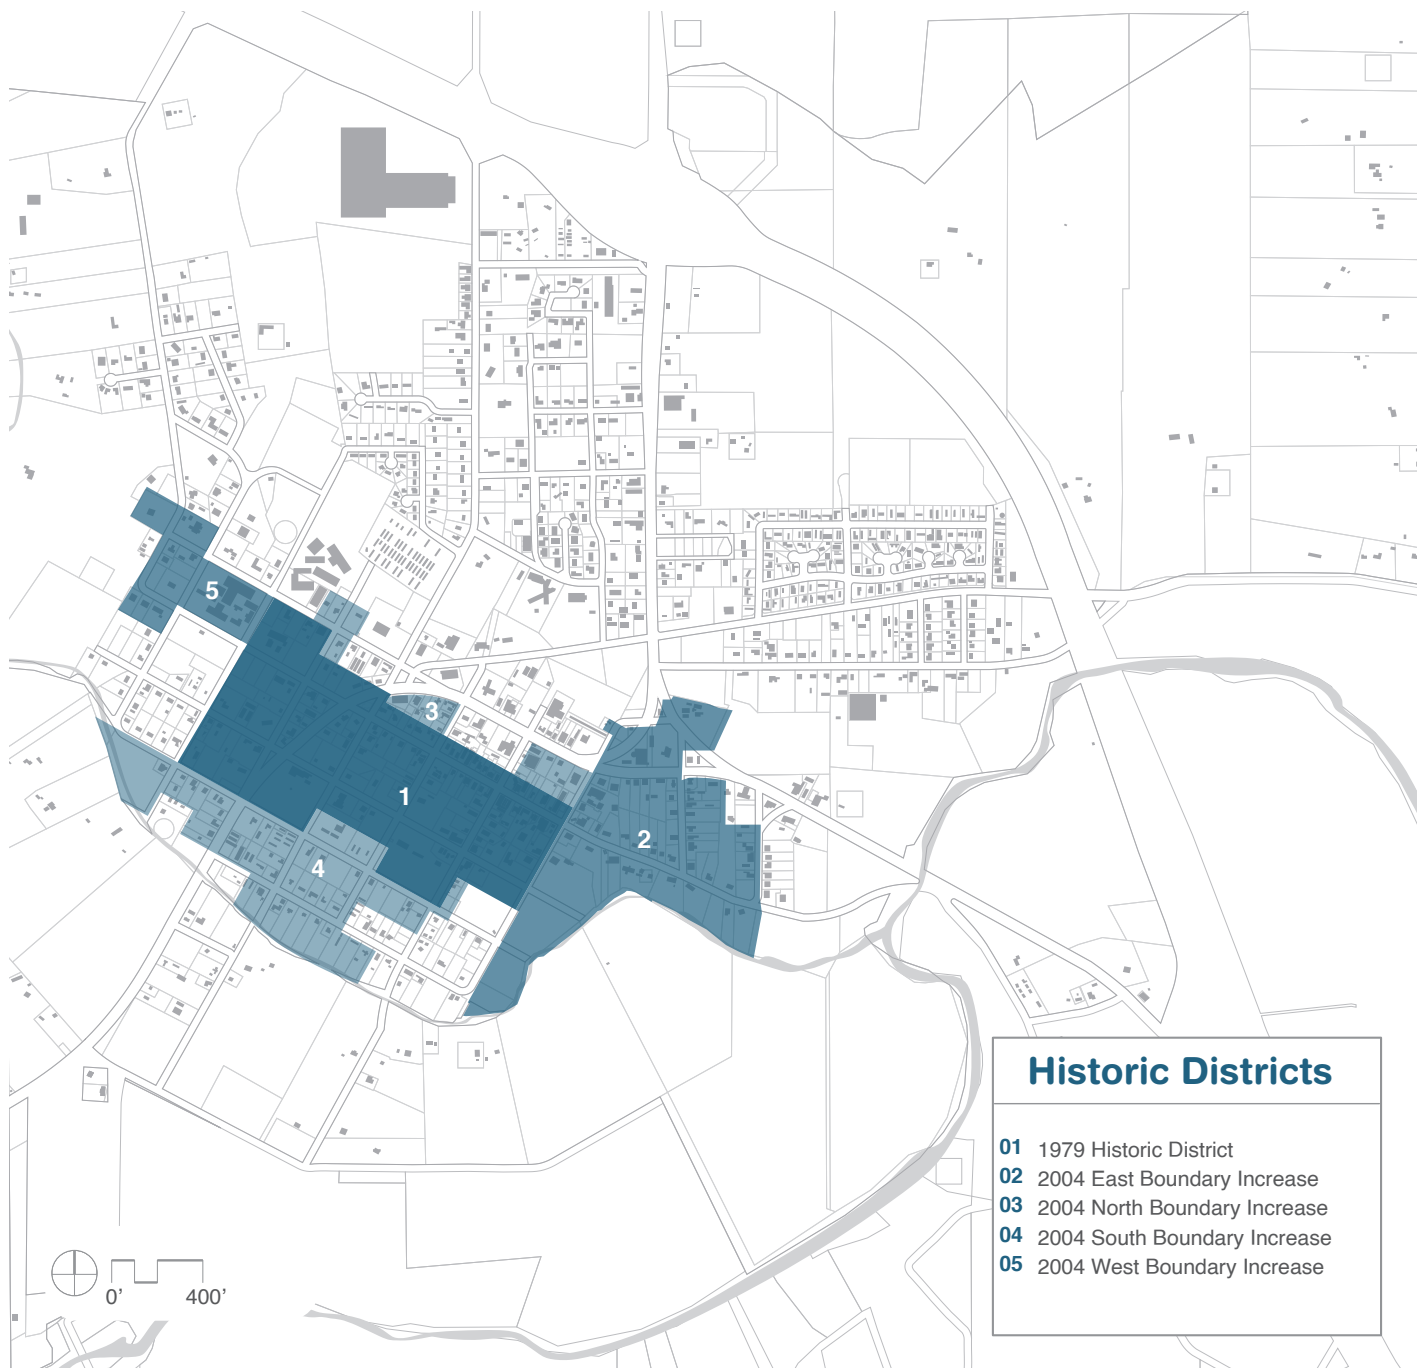 5
3
1
2
4
Historic Districts
01 1979 Historic District
02 2004 East Boundary Increase
03 2004 North Boundary Increase
04 2004 South Boundary Increase
05 2004 West Boundary Increase
0' 400'